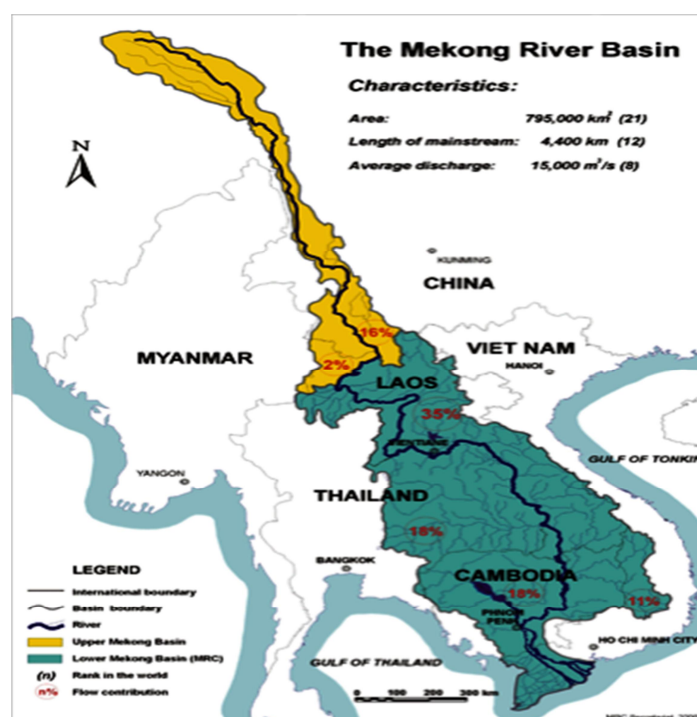 The Mekong River Basin
Characteristics:
Area: 795,000 km² (21)
Length of mainstream: 4,400 km (12)
Average discharge: 15,000 m³/s (8)
N
KUNMING
CHINA
16%
MYANMAR
2%
VIET NAM
HANOI
LAOS
35%
VIENTIANE
GULF OF TONKIN
YANGON
THAILAND
18%
BANGKOK
CAMBODIA
18%
11%
PHNOM PENH
HO CHI MINH CITY
GULF OF THAILAND
LEGEND
International boundary
Basin boundary
River
Upper Mekong Basin
Lower Mekong Basin (MRC)
(n) Rank in the world
n% Flow contribution
0 100 200 300 km